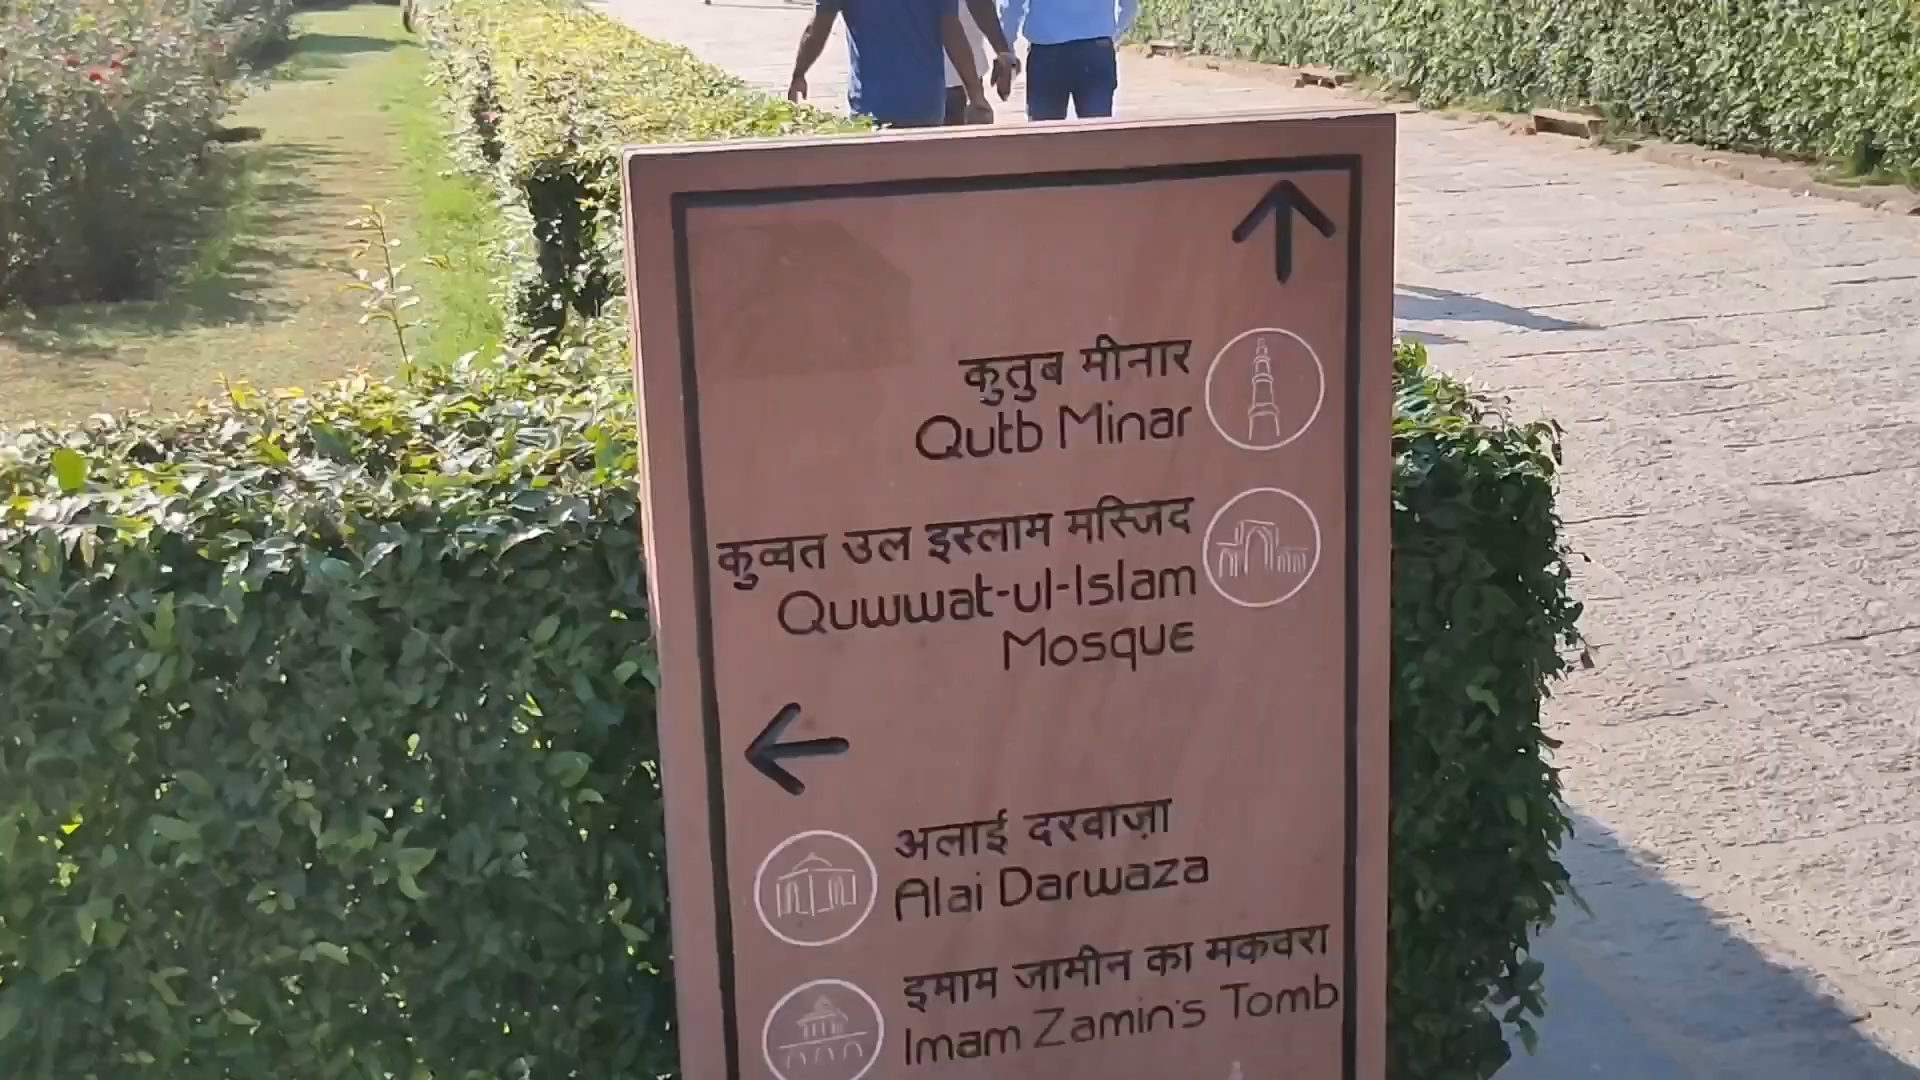 कुतुब मीनार
Qutb Minar
कुव्वत उल इस्लाम मस्जिद
Quwwat-ul-Islam
Mosque
अलाई दरवाज़ा
Alai Darwaza
इमाम जामीन का मकवरा
Imam Zamin's Tomb